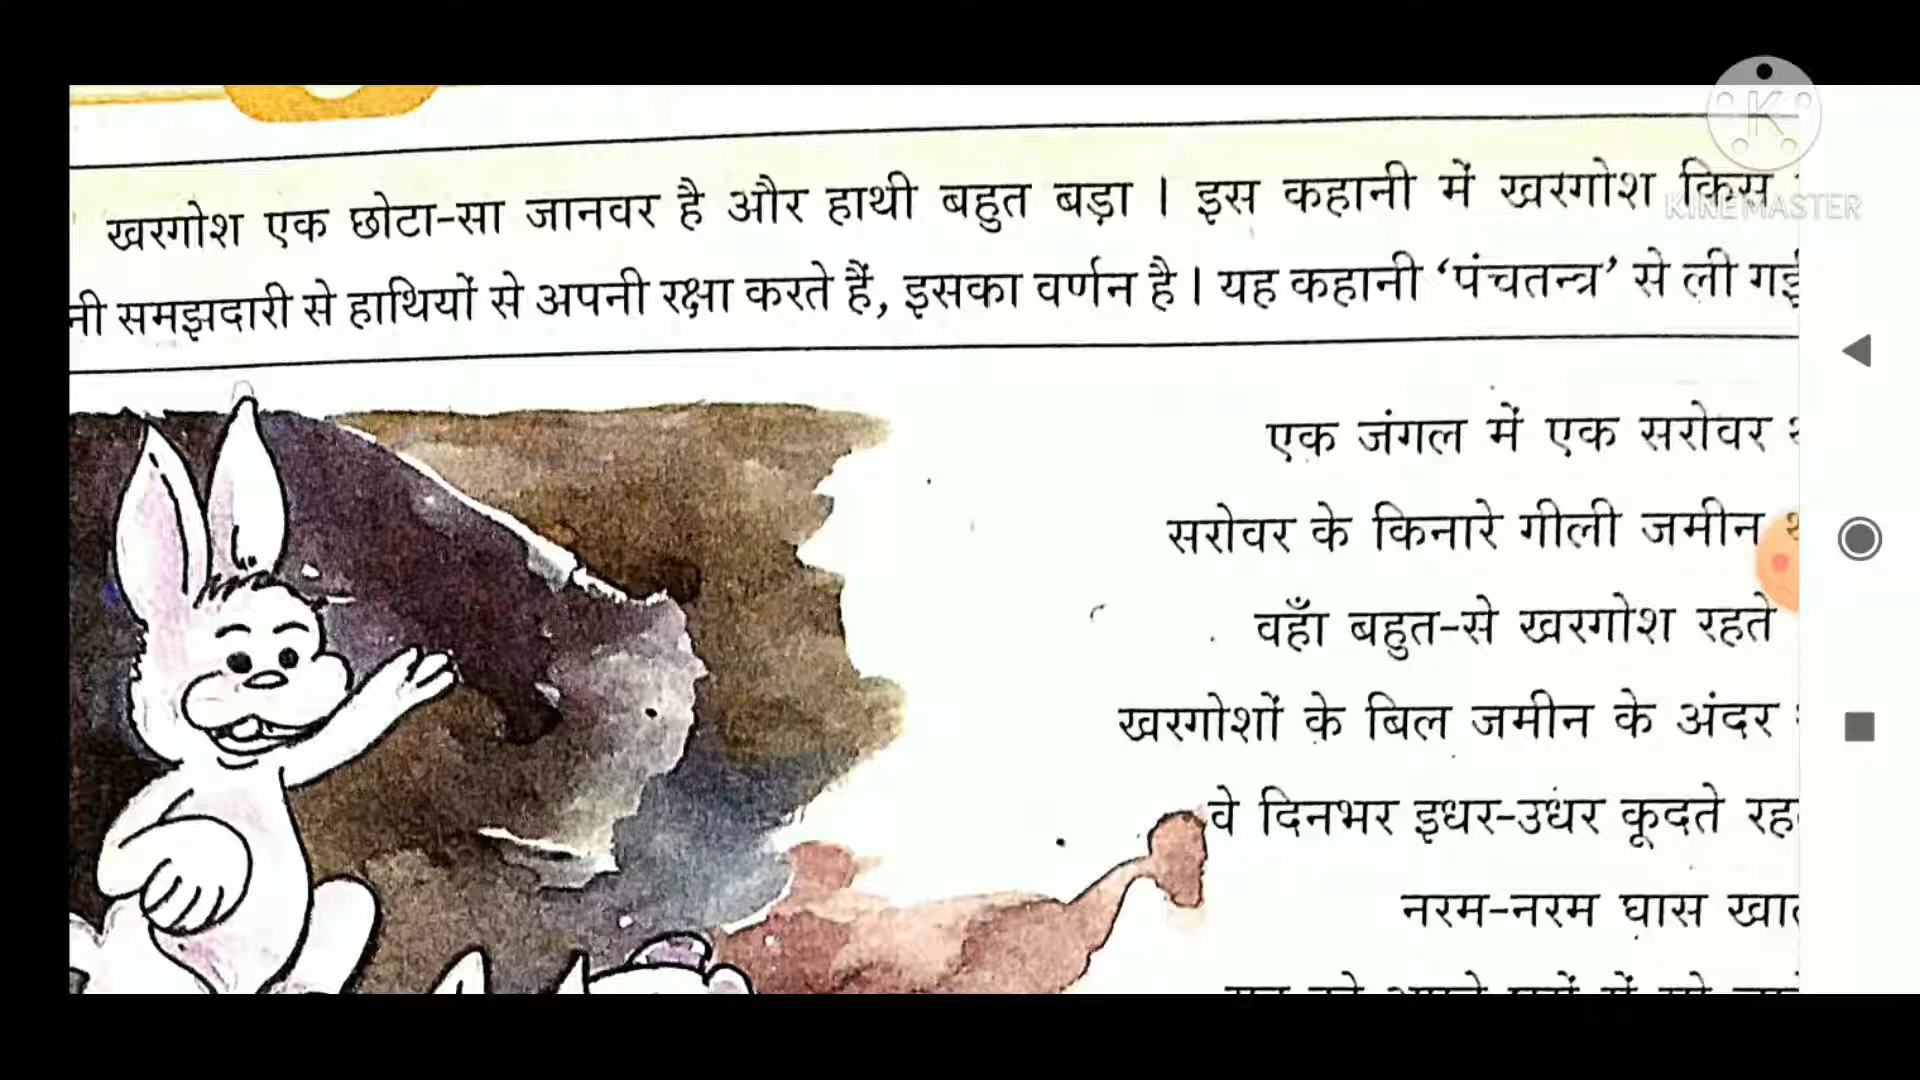 खरगोश एक छोटा-सा जानवर है और हाथी बहुत बड़ा । इस कहानी में खरगोश किस
समझदारी से हाथियों से अपनी रक्षा करते हैं, इसका वर्णन है । यह कहानी ‘पंचतन्त्र’ से ली गई
एक जंगल में एक सरोवर
सरोवर के किनारे गीली जमीन
वहाँ बहुत-से खरगोश रहते
खरगोशों के बिल जमीन के अंदर
वे दिनभर इधर-उधर कूदते
नरम-नरम घास
KINEMASTER